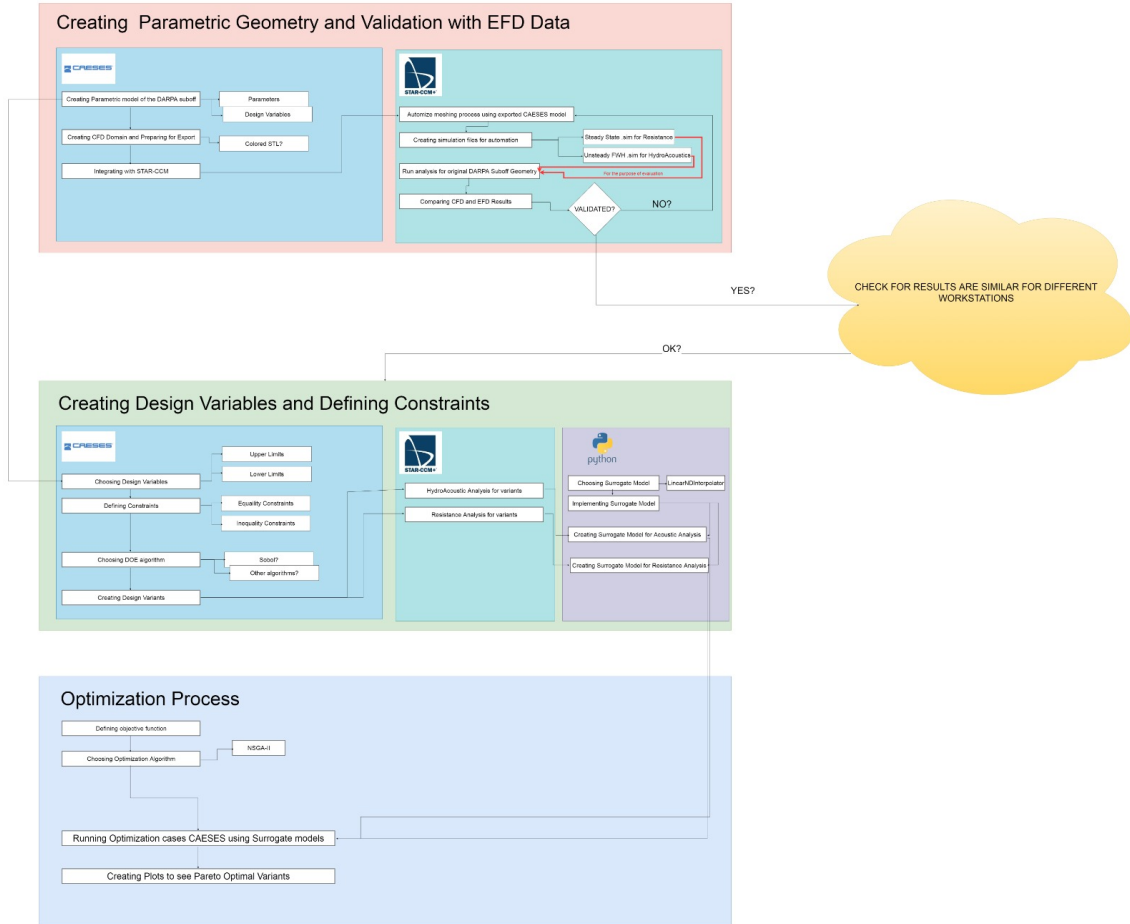 Creating  Parametric Geometry and Validation with EFD Data
CAESES
Creating Parametric model of the DARPA suboff
Parameters
Design Variables
Creating CFD Domain and Preparing for Export
Colored STL?
Integrating with STAR-CCM
STAR-CCM+
Automize meshing process using exported CAESES model
Creating simulation files for automation
Steady State .sim for Resistance
Unsteady FWH .sim for HydroAcoustics
Run analysis for original DARPA Suboff Geometry
For the purpose of evaluation
Comparing CFD and EFD Results
VALIDATED?
NO?
YES?
CHECK FOR RESULTS ARE SIMILAR FOR DIFFERENT
WORKSTATIONS
OK?
Creating Design Variables and Defining Constraints
CAESES
Upper Limits
Lower Limits
Choosing Design Variables
Defining Constraints
Equaility Constraints
Inequality Constraints
Choosing DOE algorithm
Sobol?
Other algorithms?
Creating Design Variants
STAR-CCM+
HydroAcoustic Analysis for variants
Resistance Analysis for variants
python
Choosing Surrogate Model
LinearNDInterpolator
Implementing Surrogate Model
Creating Surrogate Model for Acoustic Analysis
Creating Surrogate Model for Resistance Analysis
Optimization Process
Defining objective function
Choosing Optimization Algorithm
NSGA-II
Running Optimization cases CAESES using Surrogate models
Creating Plots to see Pareto Optimal Variants